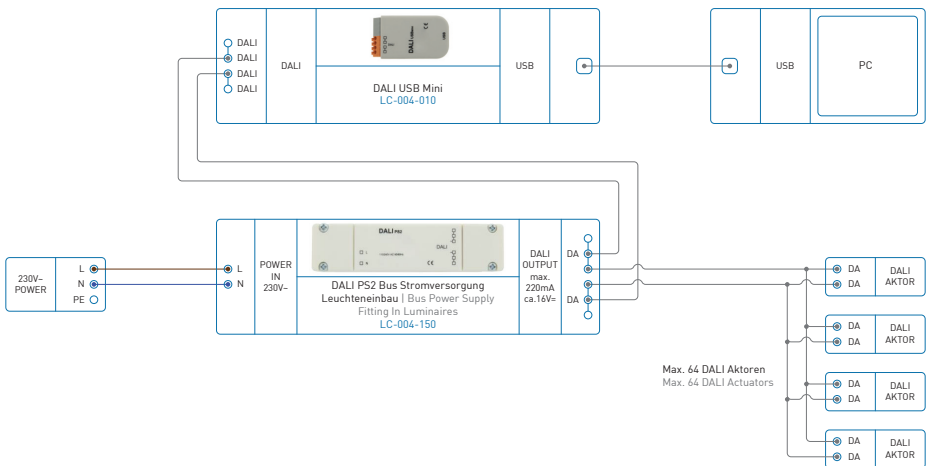 DALI
DALI
DALI
DALI
DALI
DALI USB Mini
LC-004-010
USB
USB
PC
230V~
POWER
L
N
PE
L
N
POWER
IN
230V~
DALI PS2
DALI
L
N
CE
DALI PS2 Bus Stromversorgung
Leuchteneinbau | Bus Power Supply
Fitting In Luminaires
LC-004-150
DALI
OUTPUT
max.
220mA
ca.16V=
DA
DA
Max. 64 DALI Aktoren
Max. 64 DALI Actuators
DA
DA
DALI
AKTOR
DA
DA
DALI
AKTOR
DA
DA
DALI
AKTOR
DA
DA
DALI
AKTOR